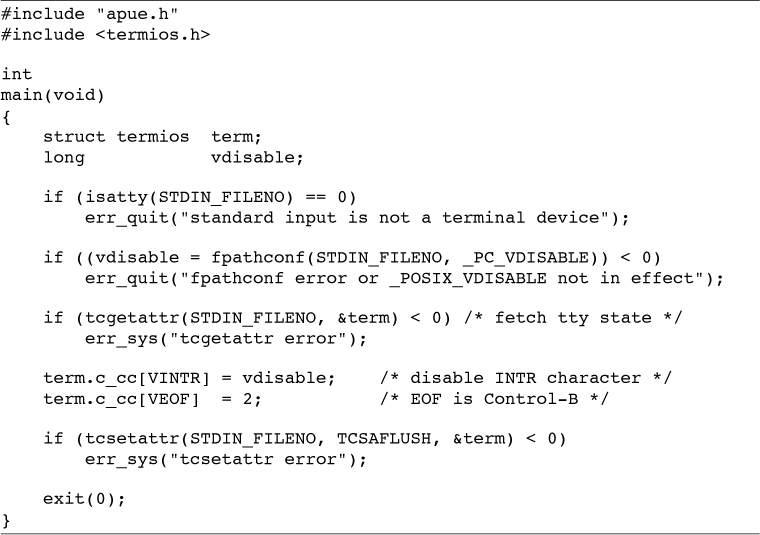 #include "apue.h"
#include <termios.h>

int
main(void)
{
    struct termios  term;
    long            vdisable;

    if (isatty(STDIN_FILENO) == 0)
        err_quit("standard input is not a terminal device");

    if ((vdisable = fpathconf(STDIN_FILENO, _PC_VDISABLE)) < 0)
        err_quit("fpathconf error or _POSIX_VDISABLE not in effect");

    if (tcgetattr(STDIN_FILENO, &term) < 0) /* fetch tty state */
        err_sys("tcgetattr error");

    term.c_cc[VINTR] = vdisable;    /* disable INTR character */
    term.c_cc[VEOF]  = 2;           /* EOF is Control-B */

    if (tcsetattr(STDIN_FILENO, TCSAFLUSH, &term) < 0)
        err_sys("tcsetattr error");

    exit(0);
}